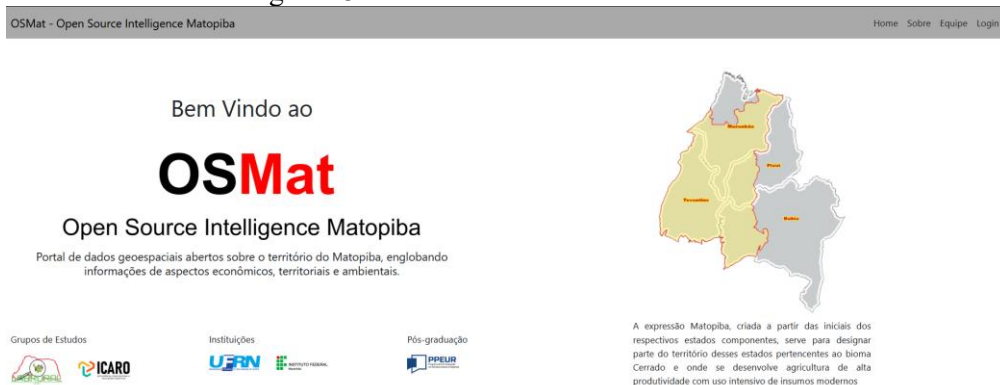 OSMat - Open Source Intelligence Matopiba
Home Sobre Equipe Login
Bem Vindo ao
OSMat
Open Source Intelligence Matopiba
Portal de dados geoespaciais abertos sobre o território do Matopiba, englobando
informações de aspectos econômicos, territoriais e ambientais.
Maranhão
Piauí
Tocantins
Bahia
A expressão Matopiba, criada a partir das iniciais dos
respectivos estados componentes, serve para designar
parte do território desses estados pertencentes ao bioma
Cerrado e onde se desenvolve agricultura de alta
produtividade com uso intensivo de insumos modernos
Grupos de Estudos
Instituições
Pós-graduação
ICARO
UFRN
INSTITUTO FEDERAL
PPEUR